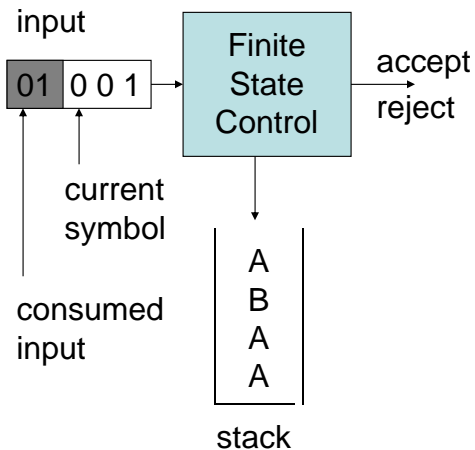 input
01 0 0 1
Finite
State
Control
accept
reject
current
symbol
consumed
input
A
B
A
A
stack